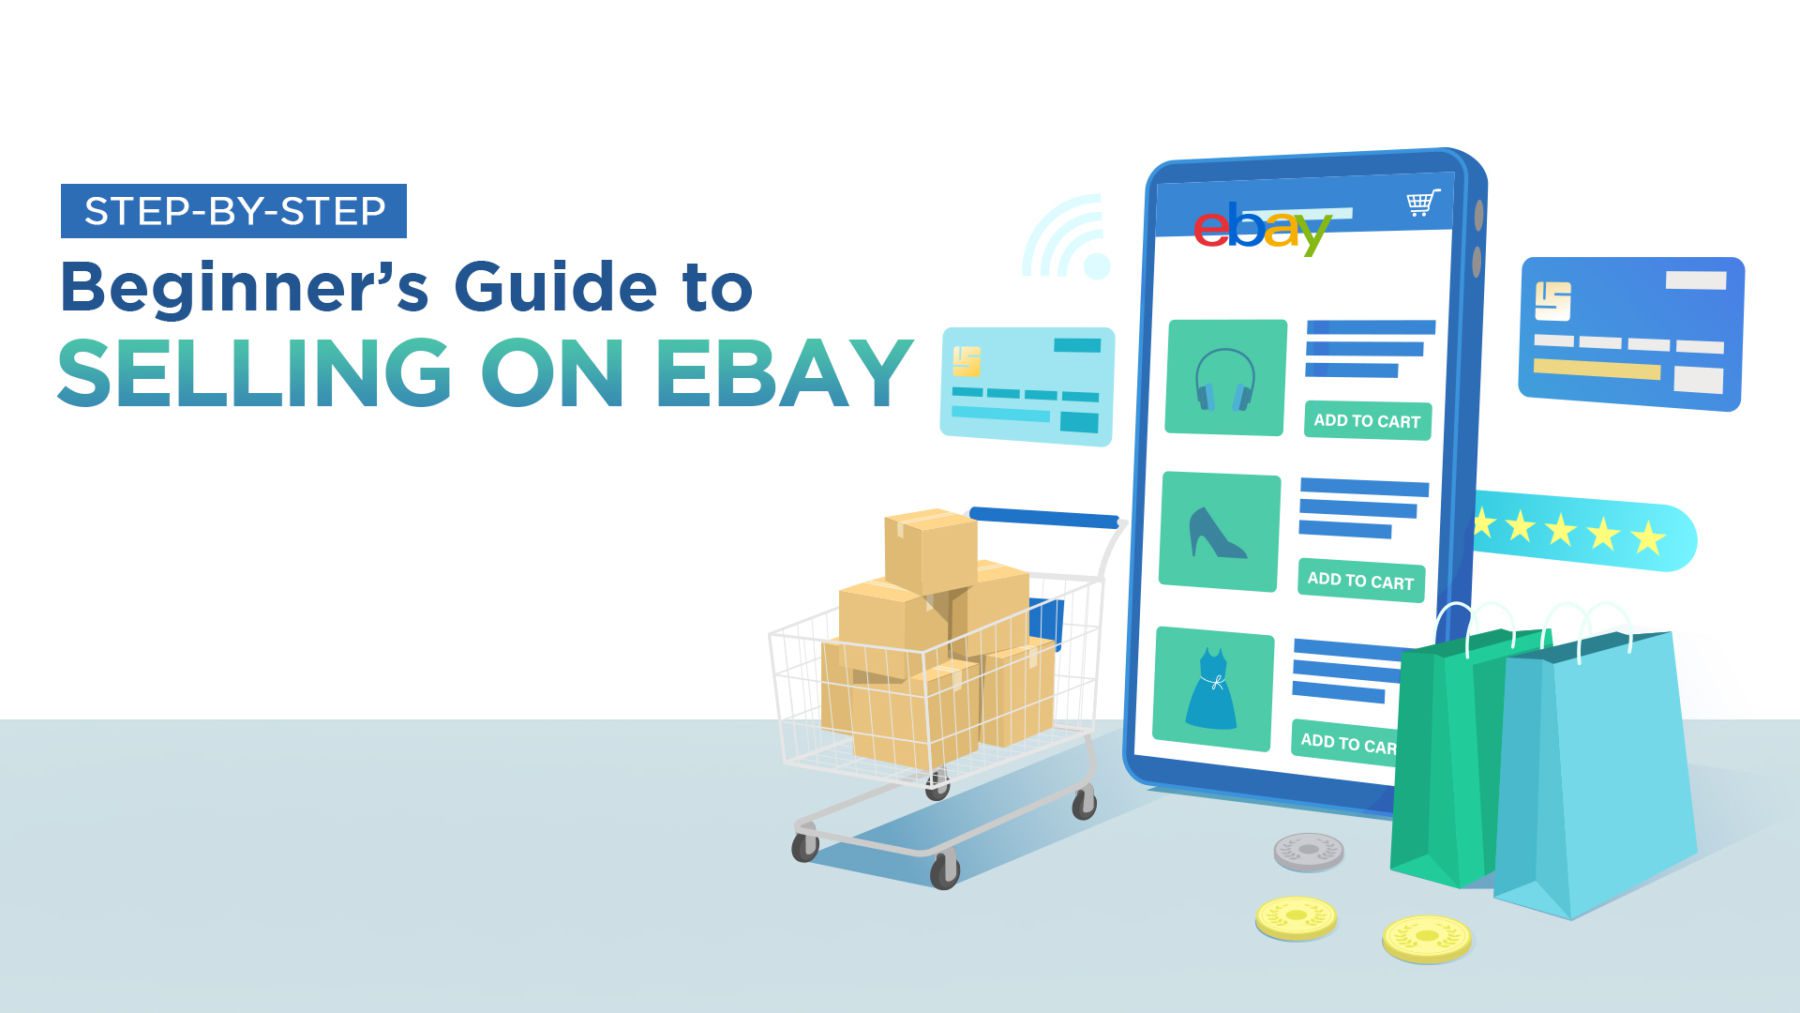 STEP-BY-STEP
Beginner’s Guide to
SELLING ON EBAY
ebay
ADD TO CART
ADD TO CART
ADD TO CAR